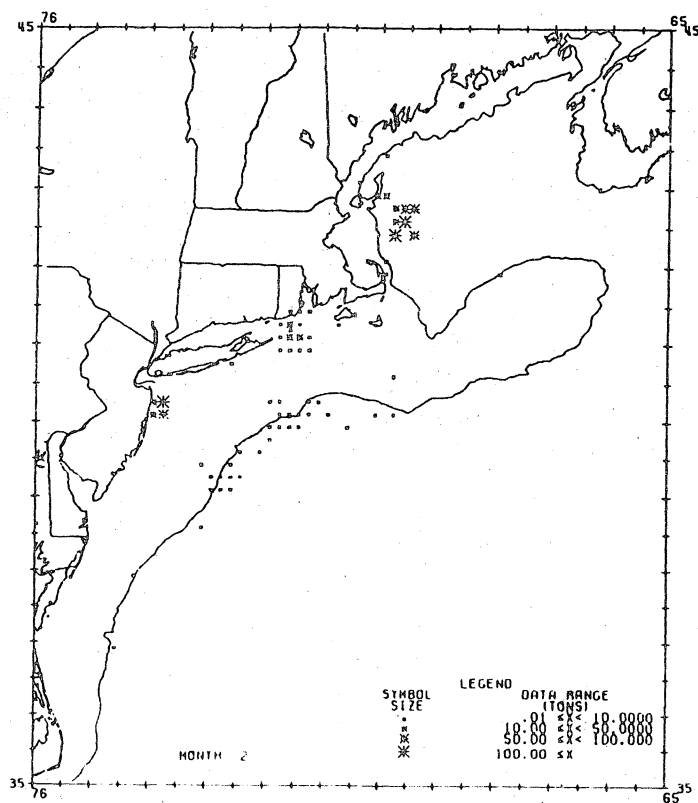 45 76 65 45
LEGEND
SYMBOL DATA RANGE
SIZE (TONS)
.01 ≤X< 10.0000
10.00 ≤X< 50.0000
50.00 ≤X< 100.000
100.00 ≤X
MONTH 2
35 76 65 35